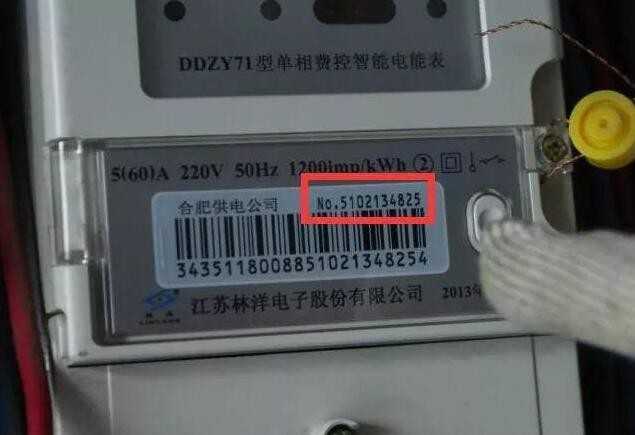 DDZY71型单相费控智能电能表
5(60)A 220V 50Hz 1200imp/kWh ②
合肥供电公司 No.5102134825
3435118008851021348254
江苏林洋电子股份有限公司 2013年